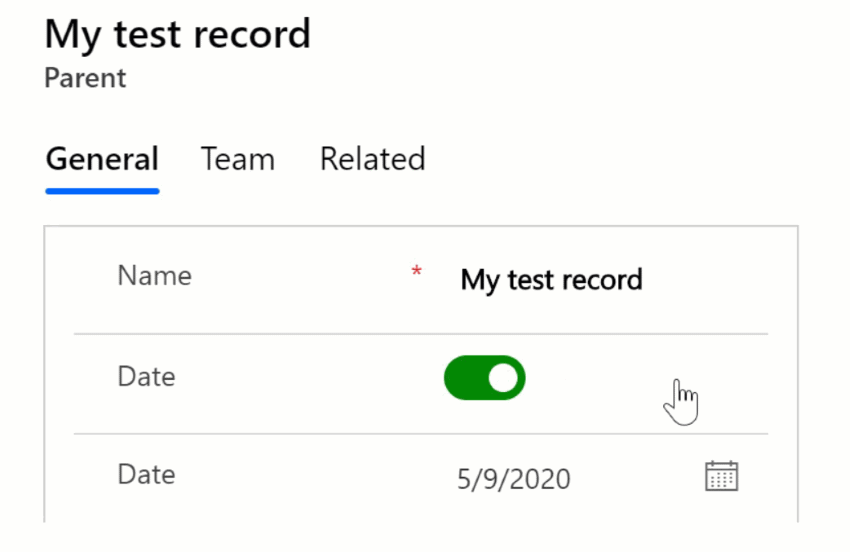 My test record
Parent
General Team Related
Name * My test record
Date
Date 5/9/2020